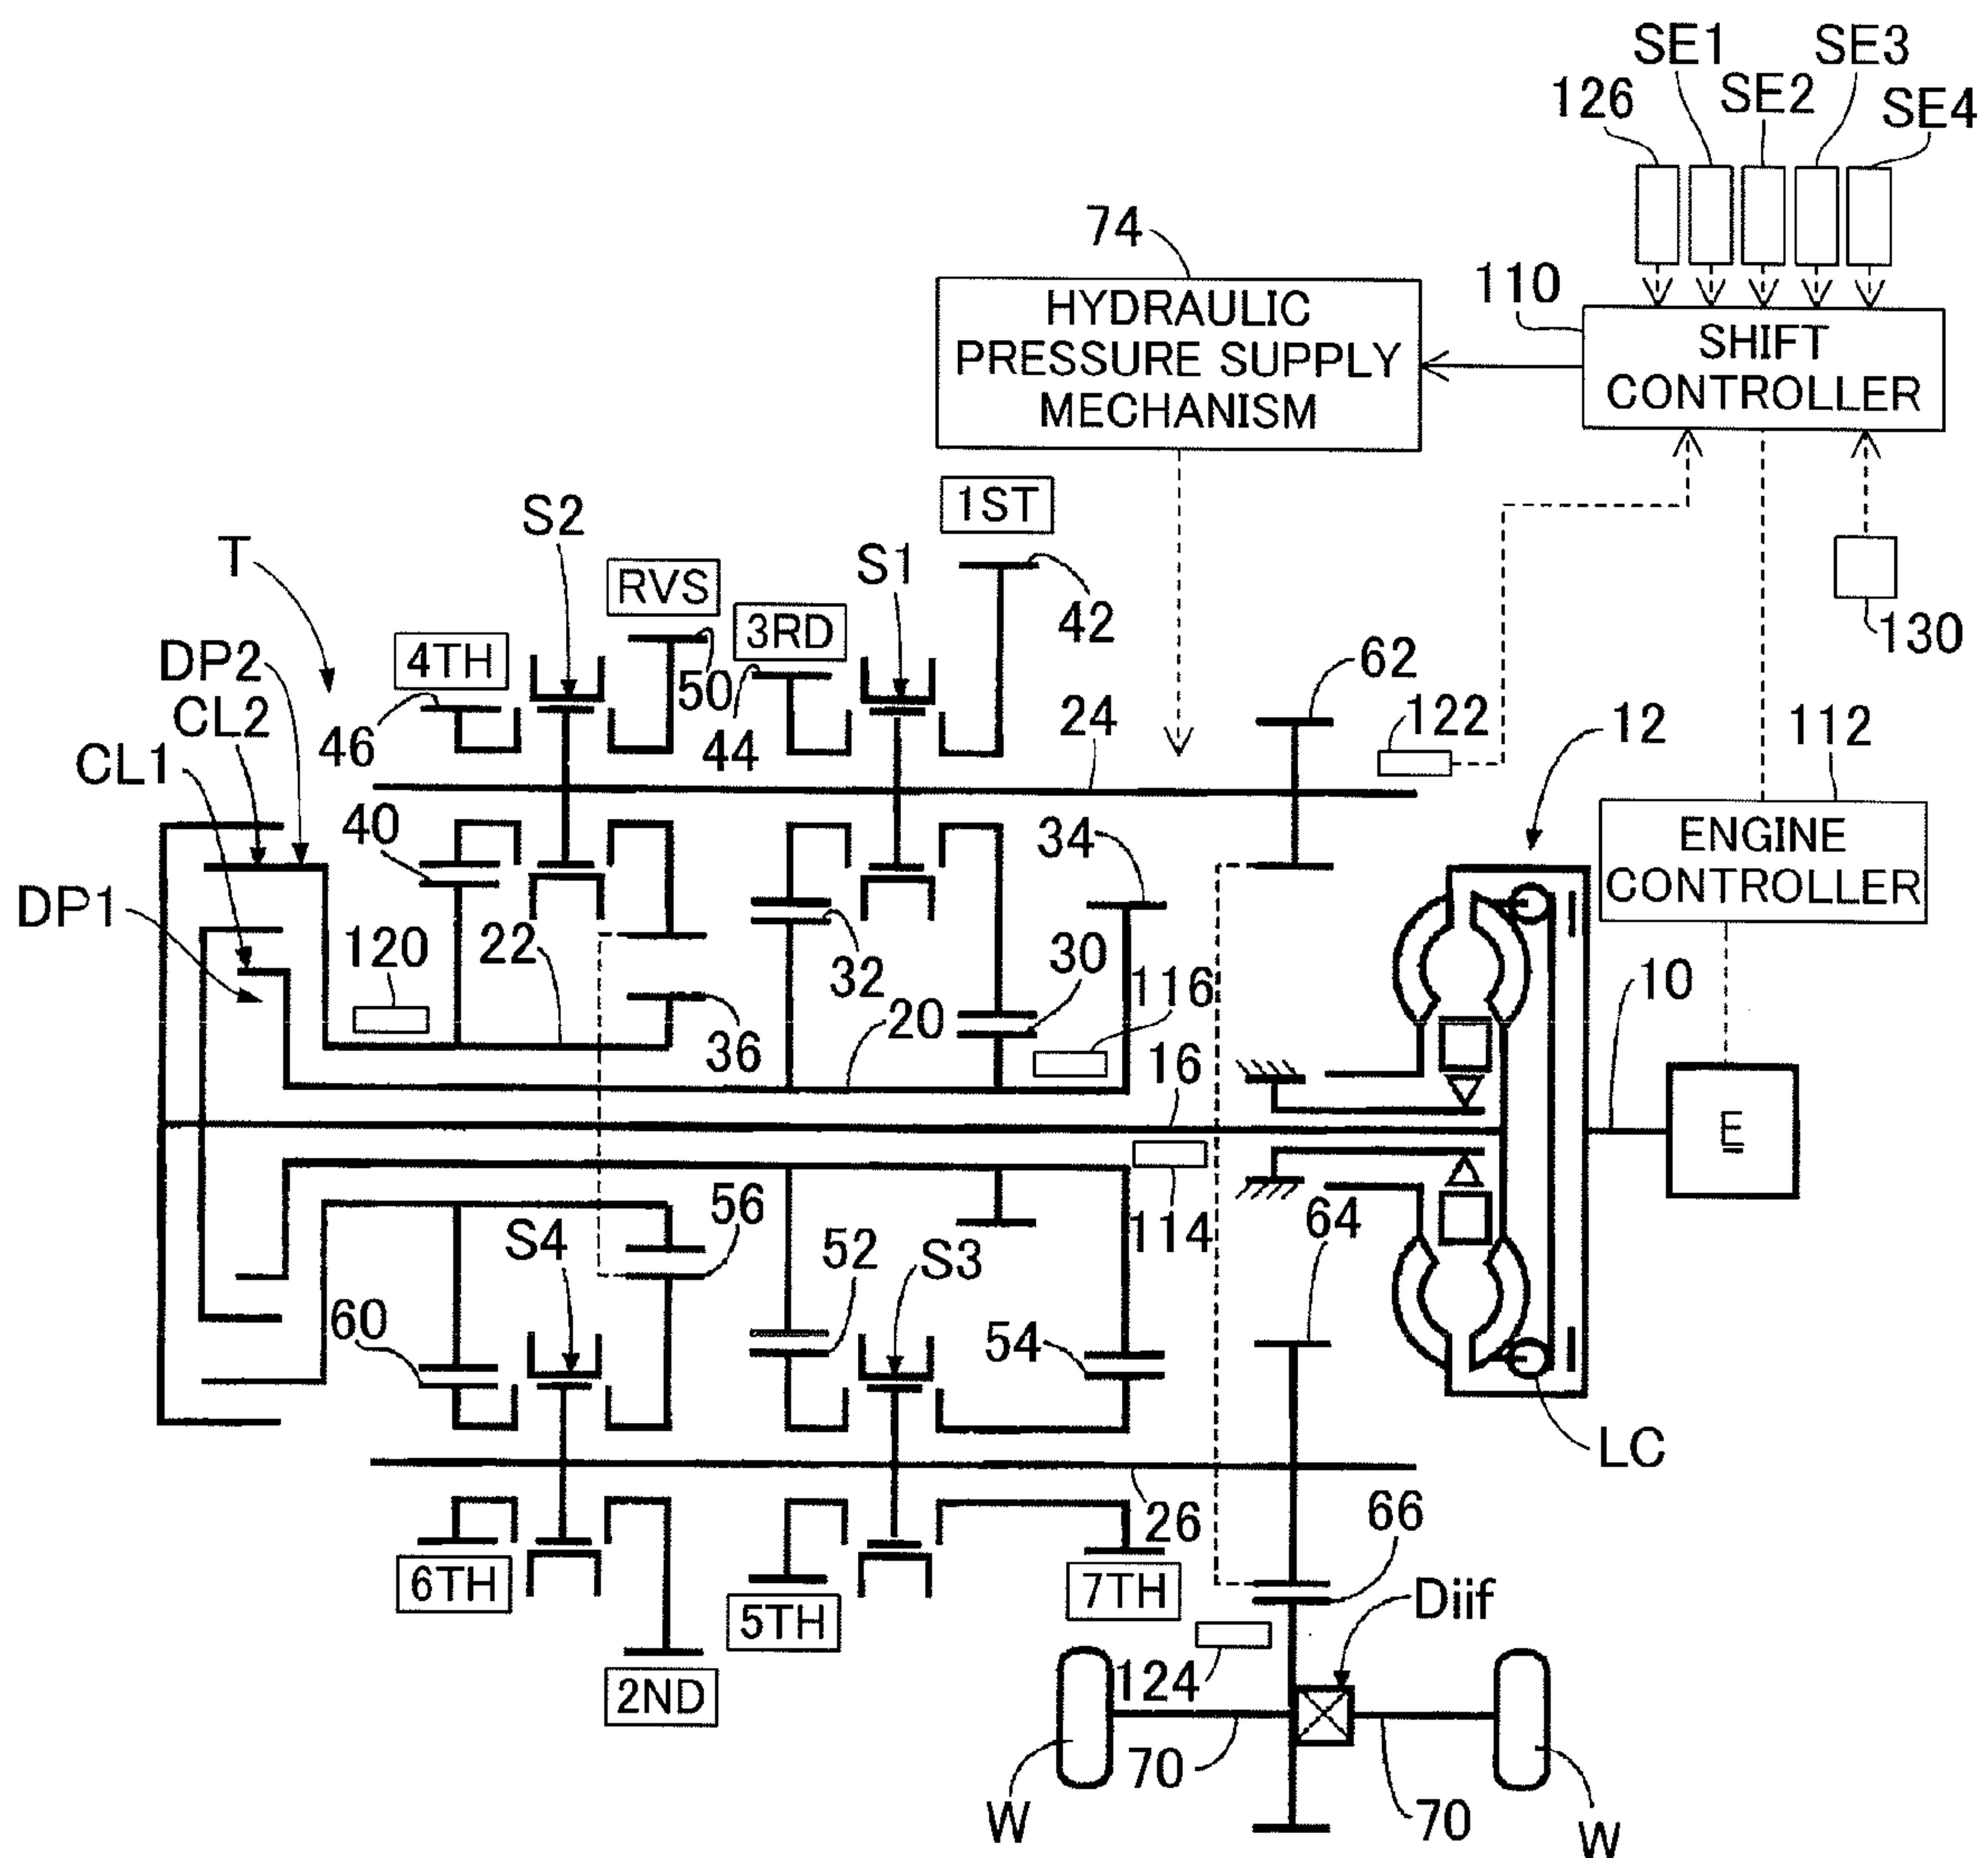 SE1
SE3
126
SE2
SE4
74
110
HYDRAULIC
PRESSURE SUPPLY
MECHANISM
SHIFT
CONTROLLER
1ST
S2
T
S1
RVS
42
130
3RD
4TH
DP2
50
62
CL2
46
44
24
122
12
112
CL1
40
34
ENGINE
CONTROLLER
DP1
120
22
32
30
116
10
36
20
16
E
56
S4
52
S3
114
64
60
54
LC
26
66
6TH
5TH
7TH
Diif
2ND
124
70
W
70
W